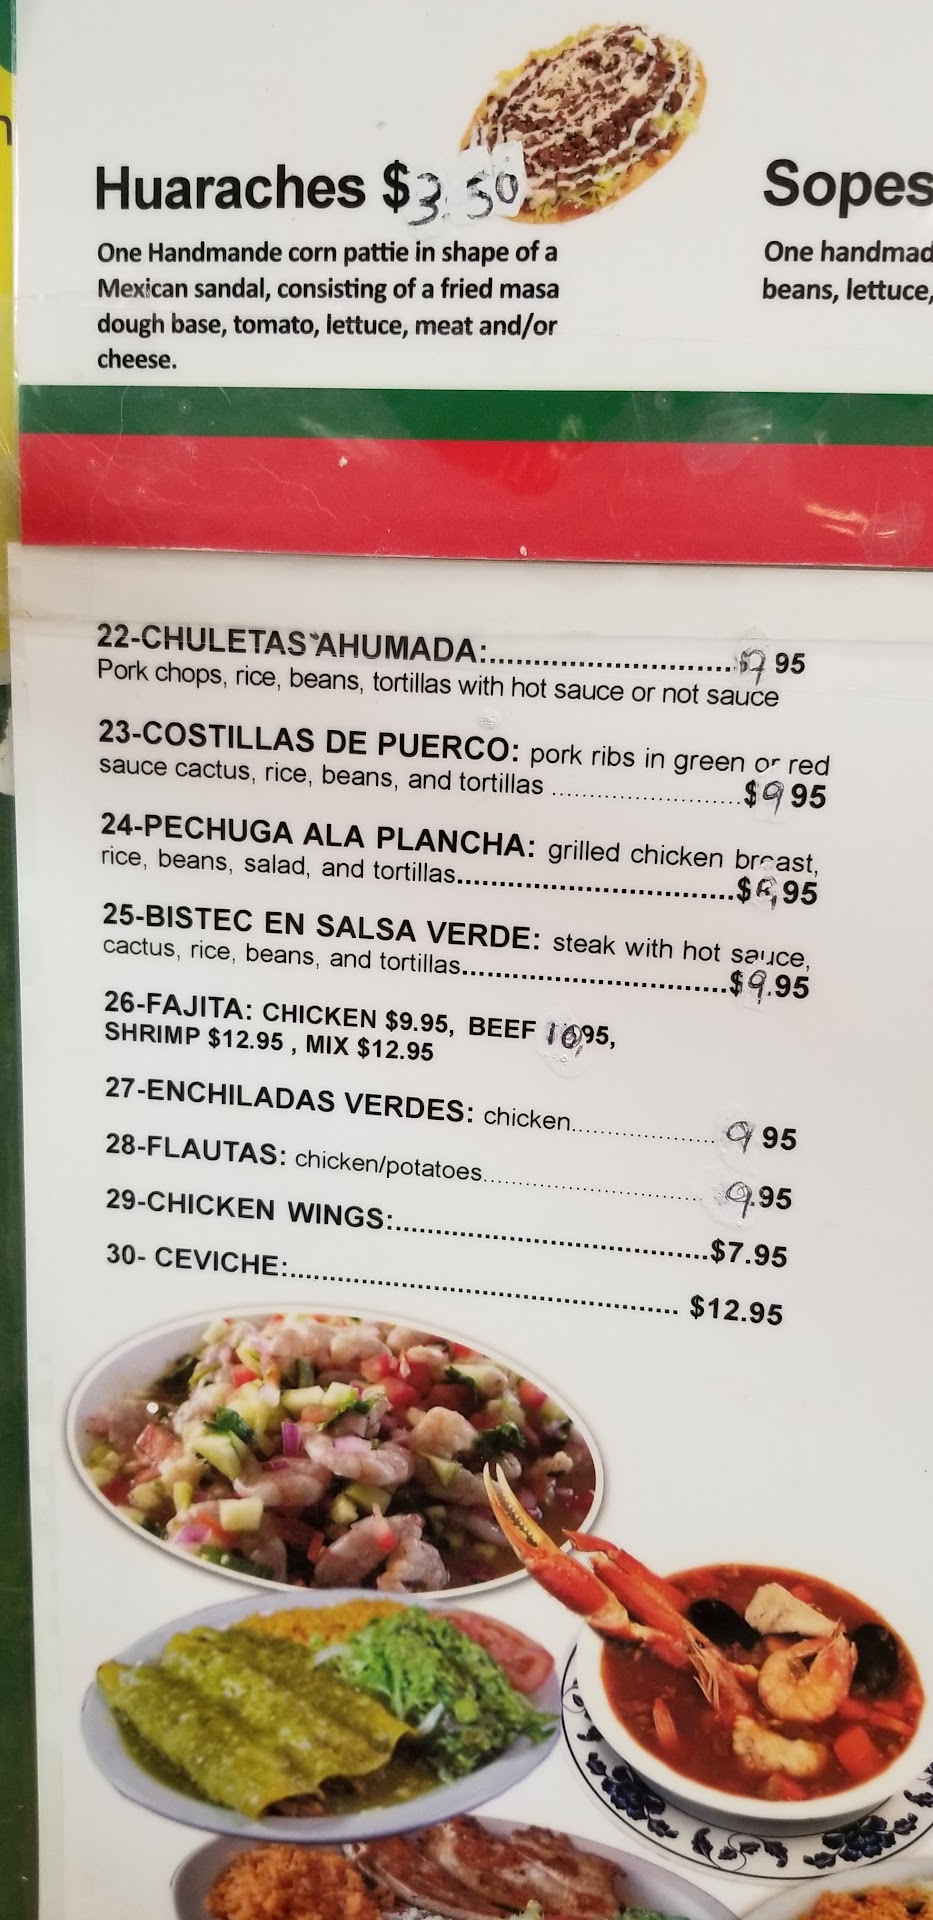 Huaraches $3.50
One Handmande corn pattie in shape of a
Mexican sandal, consisting of a fried masa
dough base, tomato, lettuce, meat and/or
cheese.
Sopes
One handmad
beans, lettuce,
22-CHULETAS AHUMADA:..............................$9 95
Pork chops, rice, beans, tortillas with hot sauce or not sauce
23-COSTILLAS DE PUERCO: pork ribs in green or red
sauce cactus, rice, beans, and tortillas ..........................$9 95
24-PECHUGA ALA PLANCHA: grilled chicken breast,
rice, beans, salad, and tortillas..................................$8,95
25-BISTEC EN SALSA VERDE: steak with hot sauce,
cactus, rice, beans, and tortillas.................................$9.95
26-FAJITA: CHICKEN $9.95, BEEF 10,95,
SHRIMP $12.95 , MIX $12.95
27-ENCHILADAS VERDES: chicken....................9 95
28-FLAUTAS: chicken/potatoes..............................9.95
29-CHICKEN WINGS:.......................................$7.95
30- CEVICHE:................................................. $12.95